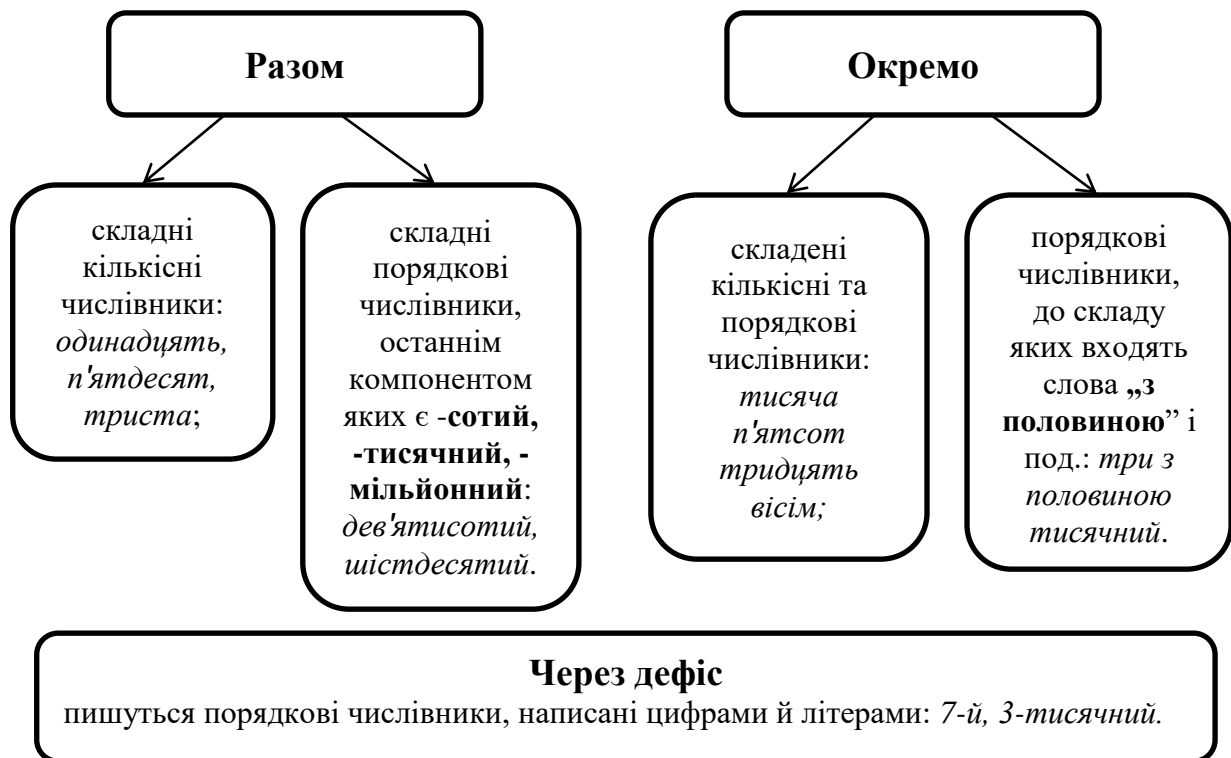 Разом
складні
кількісні
числівники:
одинадцять,
п'ятдесят,
триста;
складні
порядкові
числівники,
останнім
компонентом
яких є -сотий,
-тисячний, -
мільйонний:
дев'ятисотий,
шістдесятий.
Окремо
складені
кількісні та
порядкові
числівники:
тисяча
п'ятсот
тридцять
вісім;
порядкові
числівники,
до складу
яких входять
слова „з
половиною” і
под.: три з
половиною
тисячний.
Через дефіс
пишуться порядкові числівники, написані цифрами й літерами: 7-й, 3-тисячний.